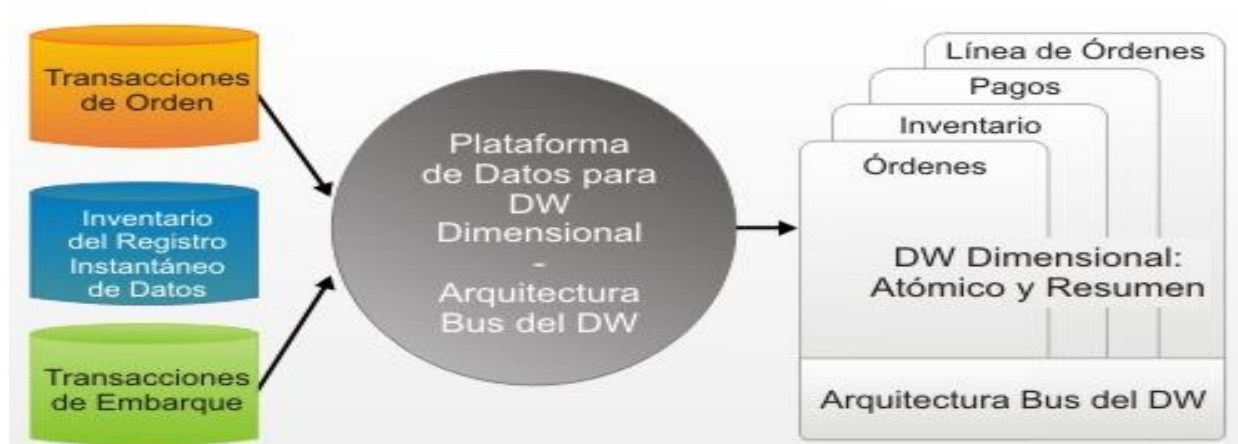 Transacciones
de Orden
Inventario
del Registro
Instantáneo
de Datos
Transacciones
de Embarque
Plataforma
de Datos para
DW
Dimensional
-
Arquitectura
Bus del DW
Línea de Órdenes
Pagos
Inventario
Órdenes
DW Dimensional:
Atómico y Resumen
Arquitectura Bus del DW